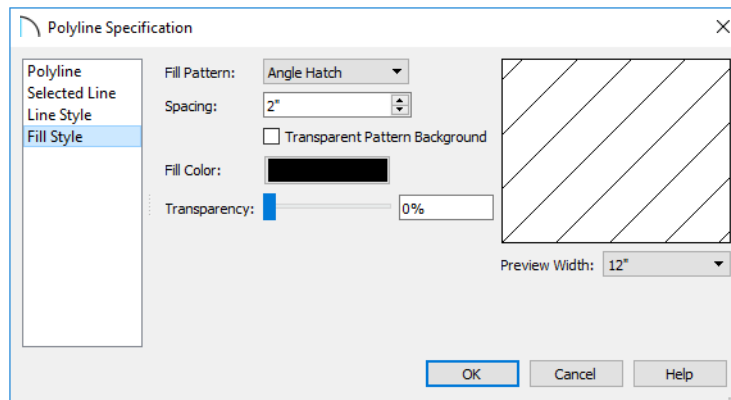 Polyline Specification
Polyline
Selected Line
Line Style
Fill Style
Fill Pattern: Angle Hatch
Spacing: 2"
Transparent Pattern Background
Fill Color:
Transparency: 0%
Preview Width: 12"
OK Cancel Help